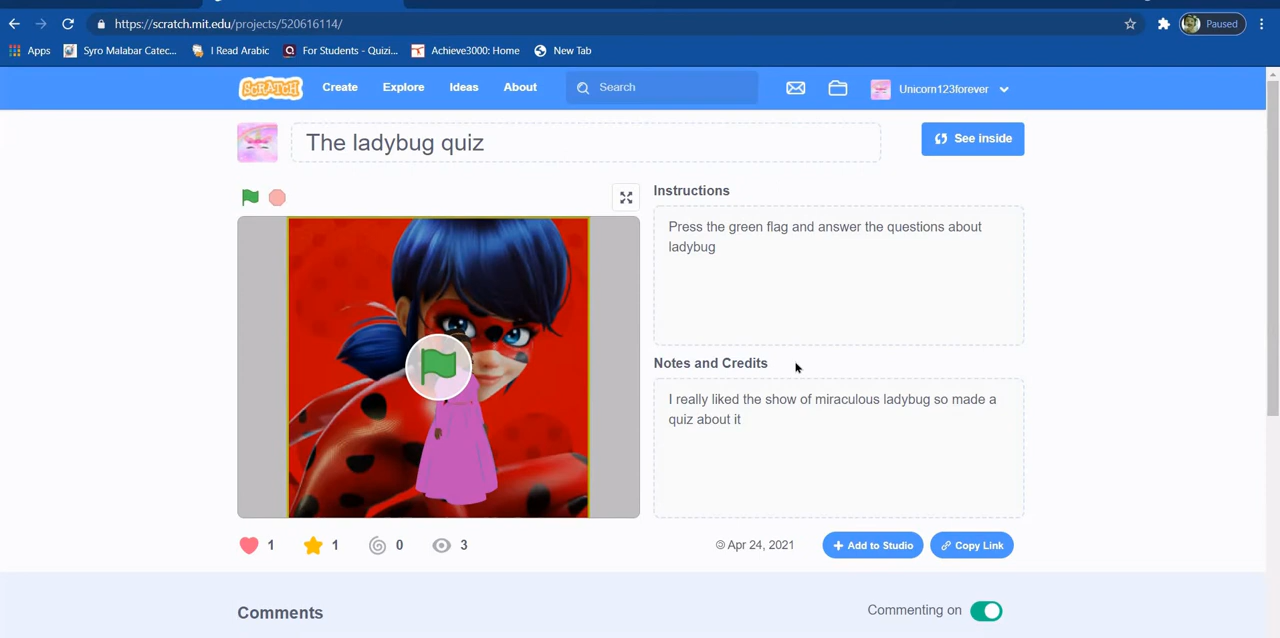 https://scratch.mit.edu/projects/520616114/
Paused
Apps
Syro Malabar Catec...
I Read Arabic
For Students - Quizi...
Achieve3000: Home
New Tab
SCRATCH
Create
Explore
Ideas
About
Search
Unicorn123forever
The ladybug quiz
See inside
Instructions
Press the green flag and answer the questions about
ladybug
Notes and Credits
I really liked the show of miraculous ladybug so made a
quiz about it
1
1
0
3
© Apr 24, 2021
+ Add to Studio
Copy Link
Comments
Commenting on